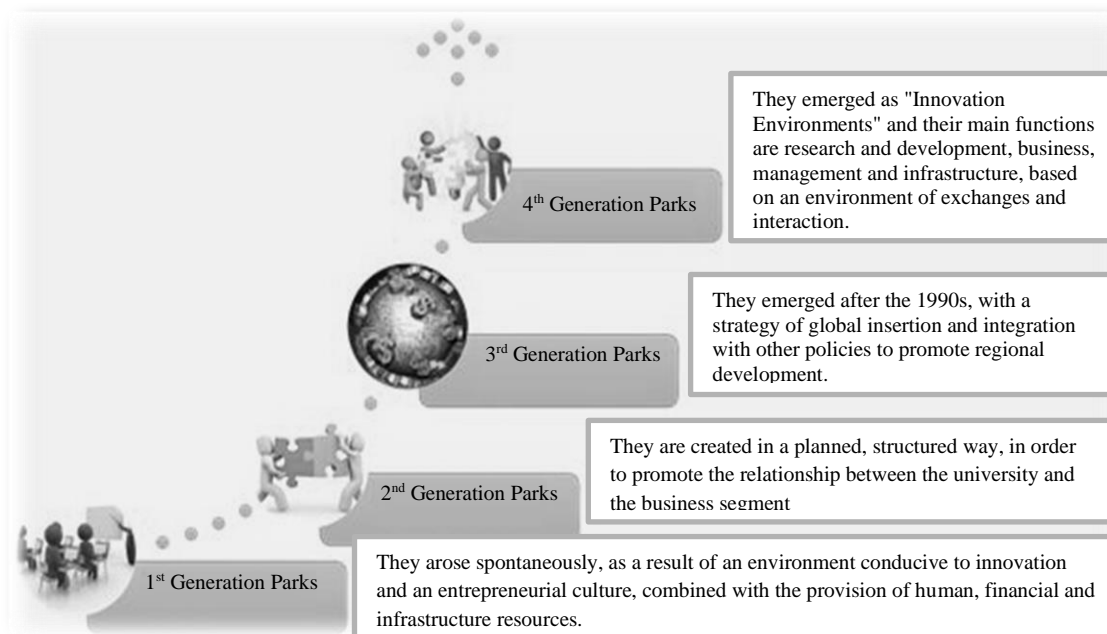 They emerged as "Innovation
Environments" and their main functions
are research and development, business,
management and infrastructure, based
on an environment of exchanges and
interaction.
4th Generation Parks
They emerged after the 1990s, with a
strategy of global insertion and integration
with other policies to promote regional
development.
3rd Generation Parks
They are created in a planned, structured way, in order
to promote the relationship between the university and
the business segment
2nd Generation Parks
They arose spontaneously, as a result of an environment conducive to innovation
and an entrepreneurial culture, combined with the provision of human, financial and
infrastructure resources.
1st Generation Parks